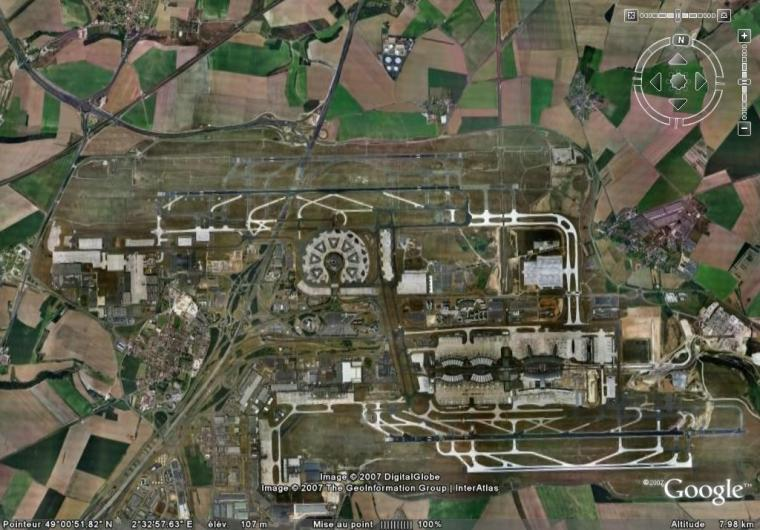 N
Image © 2007 DigitalGlobe
Image © 2007 The GeoInformation Group | InterAtlas
©2007 Google™
Pointeur 49°00'51.82" N 2°32'57.63" E élév 107 m Mise au point |||||||||| 100% Altitude 7.98 km